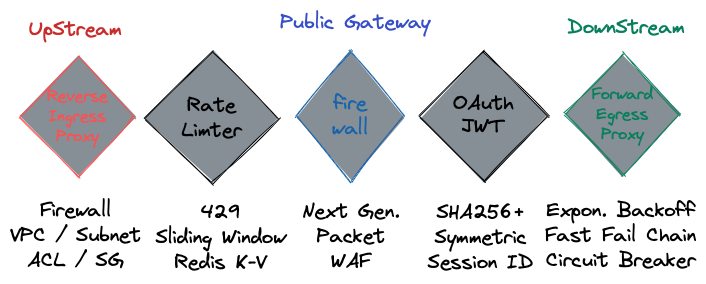 UpStream
Public Gateway
DownStream
Reverse
Ingress
Proxy
Rate
Limter
fire
wall
OAuth
JWT
Forward
Egress
Proxy
Firewall
VPC / Subnet
ACL / SG
429
Sliding Window
Redis K-V
Next Gen.
Packet
WAF
SHA256+
Symmetric
Session ID
Expon. Backoff
Fast Fail Chain
Circuit Breaker